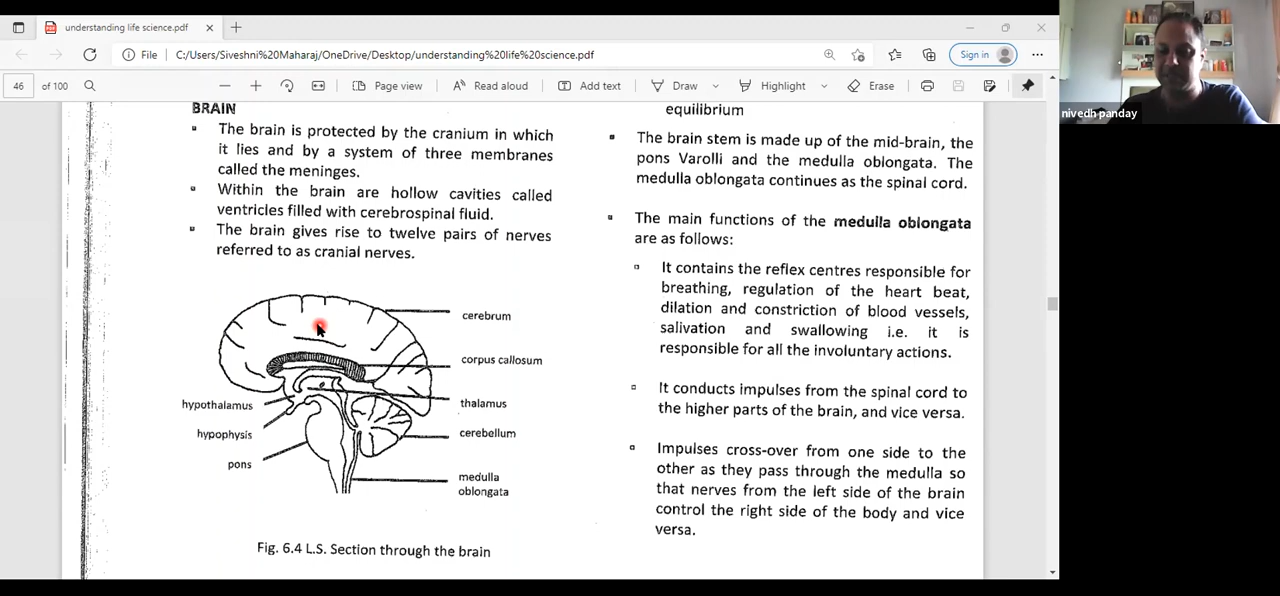 understanding life science.pdf
File
C:/Users/Siveshni%20Maharaj/OneDrive/Desktop/understanding%20life%20science.pdf
Sign in
46 of 100
Page view
Read aloud
Add text
Draw
Highlight
Erase
nivedh panday
BRAIN
The brain is protected by the cranium in which
it lies and by a system of three membranes
called the meninges.
Within the brain are hollow cavities called
ventricles filled with cerebrospinal fluid.
The brain gives rise to twelve pairs of nerves
referred to as cranial nerves.
cerebrum
corpus callosum
hypothalamus
thalamus
hypophysis
cerebellum
pons
medulla
oblongata
Fig. 6.4 L.S. Section through the brain
equilibrium
The brain stem is made up of the mid-brain, the
pons Varolli and the medulla oblongata. The
medulla oblongata continues as the spinal cord.
The main functions of the medulla oblongata
are as follows:
It contains the reflex centres responsible for
breathing, regulation of the heart beat,
dilation and constriction of blood vessels,
salivation and swallowing i.e. it is
responsible for all the involuntary actions.
It conducts impulses from the spinal cord to
the higher parts of the brain, and vice versa.
Impulses cross-over from one side to the
other as they pass through the medulla so
that nerves from the left side of the brain
control the right side of the body and vice
versa.